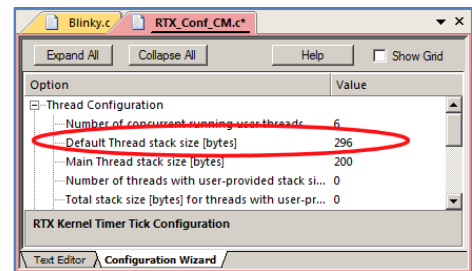 Blinky.c RTX_Conf_CM.c*
Expand All Collapse All Help Show Grid
Option Value
Thread Configuration
Number of concurrent running user threads 6
Default Thread stack size [bytes] 296
Main Thread stack size [bytes] 200
Number of threads with user-provided stack si... 0
Total stack size [bytes] for threads with user-pr... 0
RTX Kernel Timer Tick Configuration
Text Editor Configuration Wizard